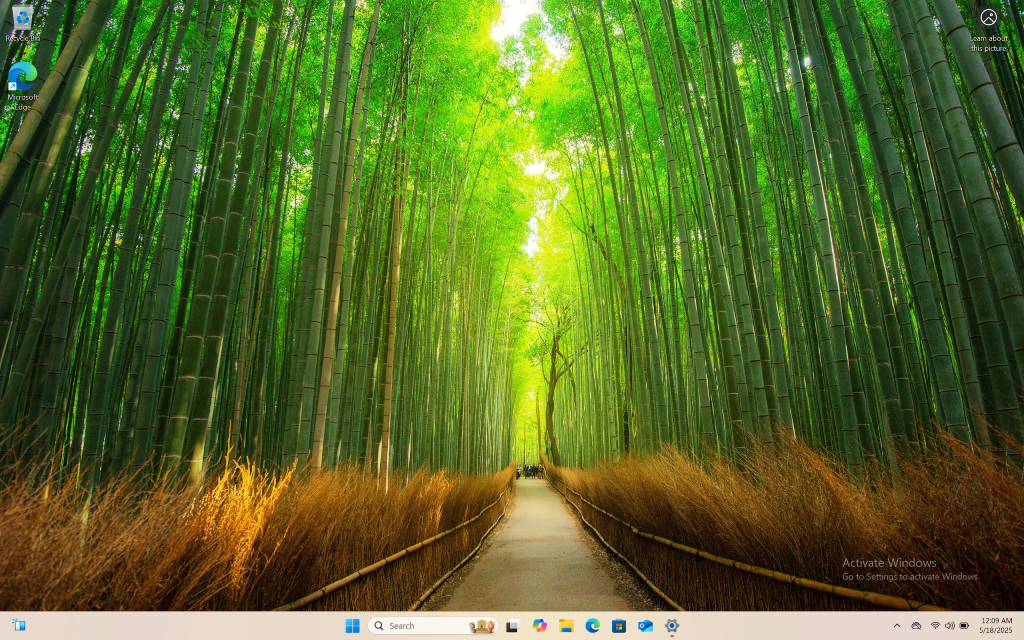 Recycle Bin
Microsoft
Edge
Learn about
this picture
Activate Windows
Go to Settings to activate Windows.
Search
12:09 AM
5/18/2025